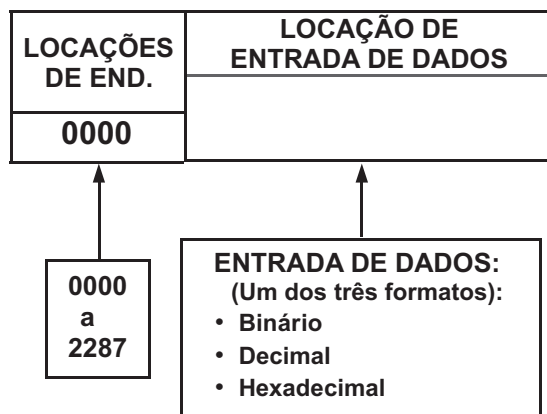 LOCAÇÕES
DE END.
LOCAÇÃO DE
ENTRADA DE DADOS
0000
0000
a
2287
ENTRADA DE DADOS:
(Um dos três formatos):
• Binário
• Decimal
• Hexadecimal